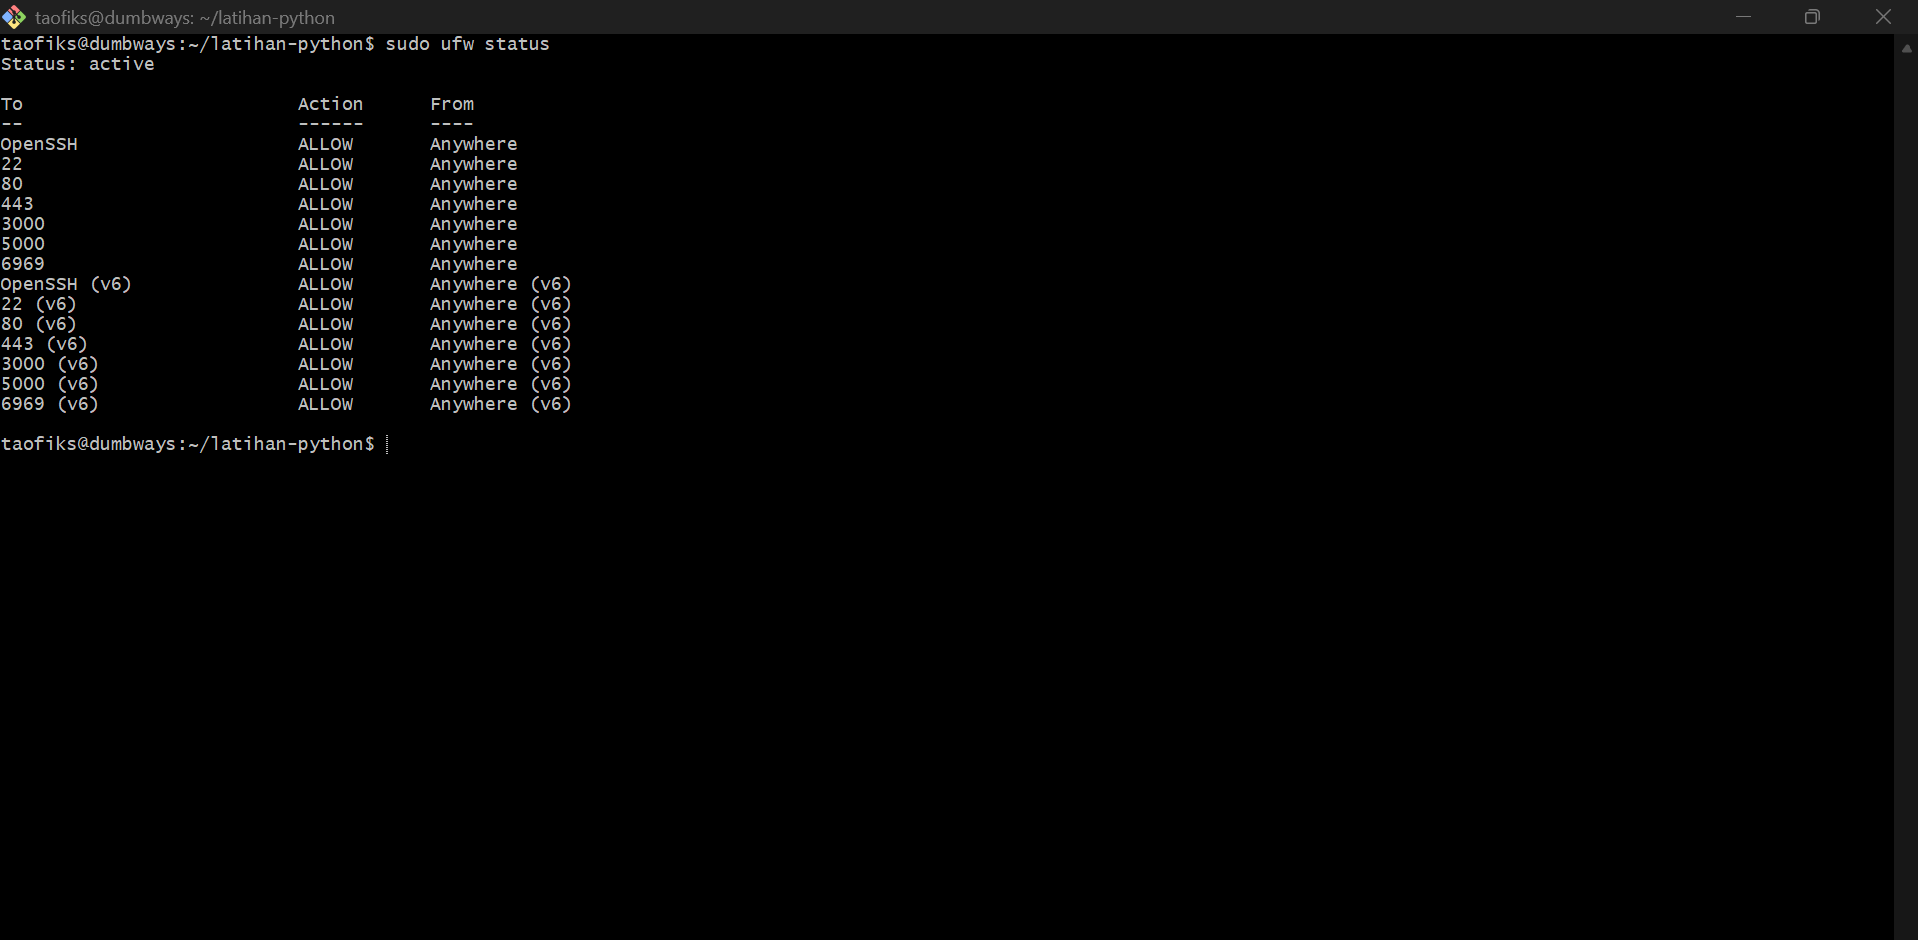 taofiks@dumbways: ~/latihan-python
taofiks@dumbways:~/latihan-python$ sudo ufw status
Status: active
To                         Action      From
--                         ------      ----
OpenSSH                    ALLOW       Anywhere
22                         ALLOW       Anywhere
80                         ALLOW       Anywhere
443                        ALLOW       Anywhere
3000                       ALLOW       Anywhere
5000                       ALLOW       Anywhere
6969                       ALLOW       Anywhere
OpenSSH (v6)               ALLOW       Anywhere (v6)
22 (v6)                    ALLOW       Anywhere (v6)
80 (v6)                    ALLOW       Anywhere (v6)
443 (v6)                   ALLOW       Anywhere (v6)
3000 (v6)                  ALLOW       Anywhere (v6)
5000 (v6)                  ALLOW       Anywhere (v6)
6969 (v6)                  ALLOW       Anywhere (v6)
taofiks@dumbways:~/latihan-python$